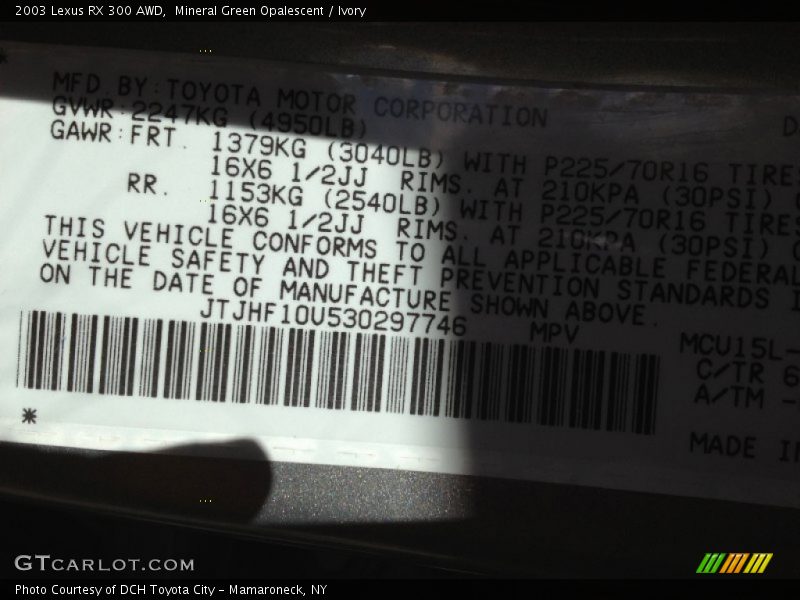 2003 Lexus RX 300 AWD,  Mineral Green Opalescent / Ivory
MFD.BY:TOYOTA MOTOR CORPORATION D
GVWR:2247KG (4950LB)
GAWR:FRT. 1379KG (3040LB) WITH P225/70R16 TIRES
16X6 1/2JJ RIMS. AT 210KPA (30PSI) C
RR. 1153KG (2540LB) WITH P225/70R16 TIRES
16X6 1/2JJ RIMS. AT 210KPA (30PSI) C
THIS VEHICLE CONFORMS TO ALL APPLICABLE FEDERAL
VEHICLE SAFETY AND THEFT PREVENTION STANDARDS I
ON THE DATE OF MANUFACTURE SHOWN ABOVE.
JTJHF10U530297746 MPV
MCU15L-
C/TR 6
A/TM -
*
MADE IN
GTCARLOT.COM
Photo Courtesy of DCH Toyota City - Mamaroneck, NY